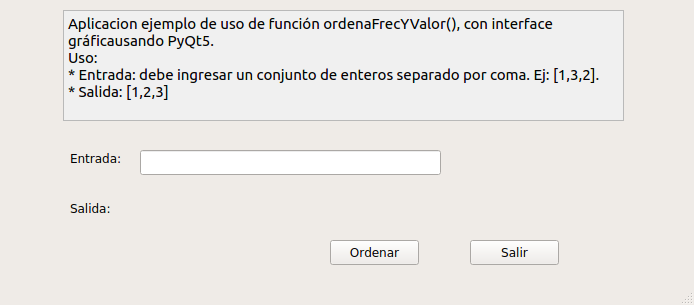 Aplicacion ejemplo de uso de función ordenaFrecYValor(), con interface
gráficausando PyQt5.
Uso:
* Entrada: debe ingresar un conjunto de enteros separado por coma. Ej: [1,3,2].
* Salida: [1,2,3]
Entrada:
Salida:
Ordenar
Salir